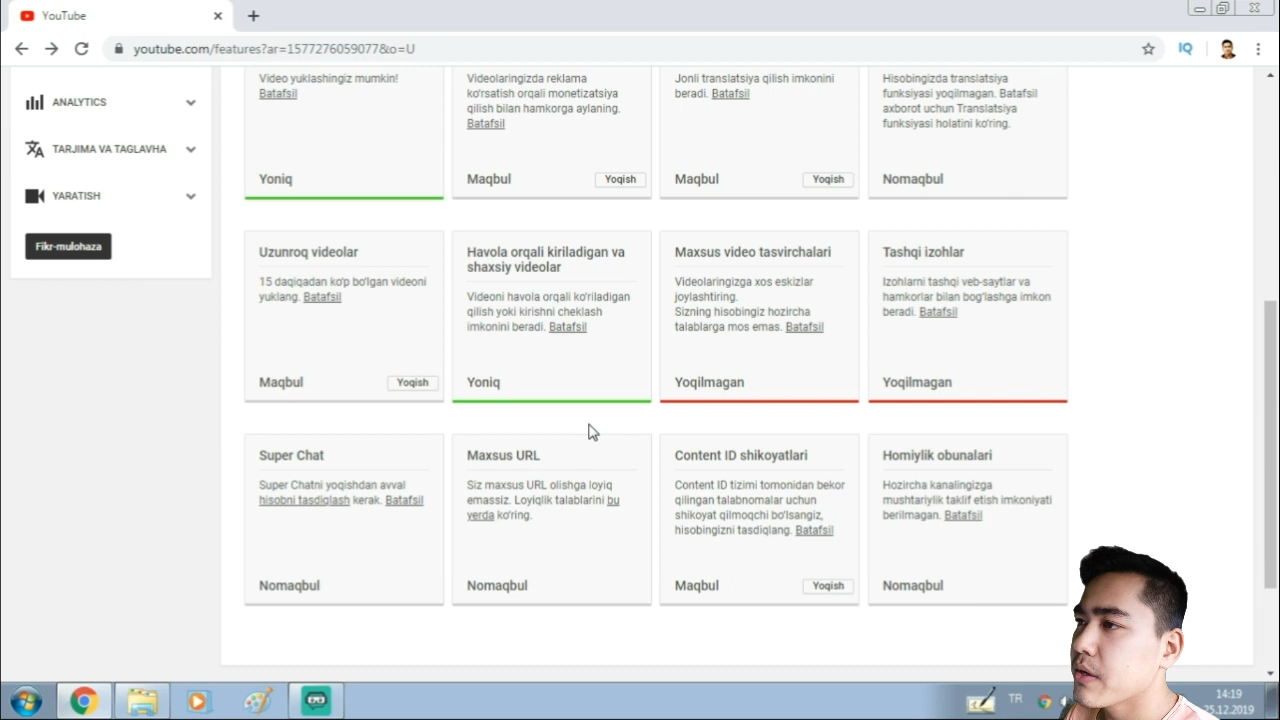 YouTube
youtube.com/features?ar=1577276059077&o=U
IQ
ANALYTICS
TARJIMA VA TAGLAVHA
YARATISH
Fikr-mulohaza
Video yuklashingiz mumkin!
Batafsil
Yoniq
Videolaringizda reklama
ko'rsatish orqali monetizatsiya
qilish bilan hamkorga aylaning.
Batafsil
Maqbul Yoqish
Jonli translatsiya qilish imkonini
beradi. Batafsil
Maqbul Yoqish
Hisobingizda translatsiya
funksiyasi yoqilmagan. Batafsil
axborot uchun Translatsiya
funksiyasi holatini ko'ring.
Nomaqbul
Uzunroq videolar
15 daqiqadan ko'p bo'lgan videoni
yuklang. Batafsil
Maqbul Yoqish
Havola orqali kiriladigan va
shaxsiy videolar
Videoni havola orqali ko'riladigan
qilish yoki kirishni cheklash
imkonini beradi. Batafsil
Yoniq
Maxsus video tasvirchalari
Videolaringizga xos eskizlar
joylashtiring.
Sizning hisobingiz hozircha
talablarga mos emas. Batafsil
Yoqilmagan
Tashqi izohlar
Izohlarni tashqi veb-saytlar va
hamkorlar bilan bog'lashga imkon
beradi. Batafsil
Yoqilmagan
Super Chat
Super Chatni yoqishdan avval
hisobni tasdiqlash kerak. Batafsil
Nomaqbul
Maxsus URL
Siz maxsus URL olishga loyiq
emassiz. Loyiqlik talablarini bu
yerda ko'ring.
Nomaqbul
Content ID shikoyatlari
Content ID tizimi tomonidan bekor
qilingan talabnomalar uchun
shikoyat qilmoqchi bo'lsangiz,
hisobingizni tasdiqlang. Batafsil
Maqbul Yoqish
Homiylik obunalari
Hozircha kanalingizga
mushtariylik taklif etish imkoniyati
berilmagan. Batafsil
Nomaqbul
TR
14:19
25.12.2019